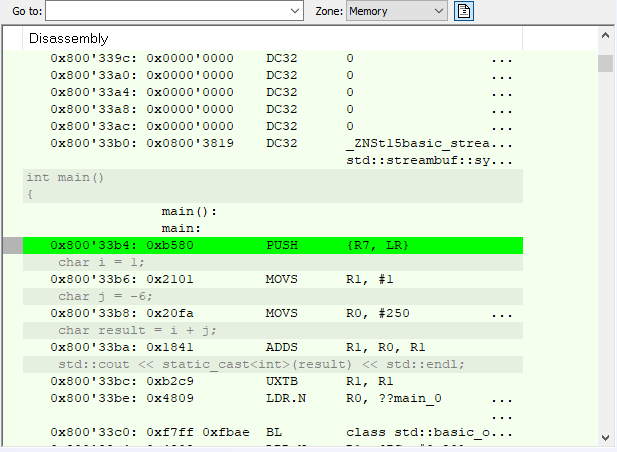 Go to: Zone: Memory
Disassembly
0x800'339c: 0x0000'0000 DC32 0 ...
0x800'33a0: 0x0000'0000 DC32 0 ...
0x800'33a4: 0x0000'0000 DC32 0 ...
0x800'33a8: 0x0000'0000 DC32 0 ...
0x800'33ac: 0x0000'0000 DC32 0 ...
0x800'33b0: 0x0800'3819 DC32 _ZNSt15basic_strea...
std::streambuf::sy...
int main()
{
main():
main:
0x800'33b4: 0xb580 PUSH {R7, LR}
char i = 1;
0x800'33b6: 0x2101 MOVS R1, #1
char j = -6;
0x800'33b8: 0x20fa MOVS R0, #250 ...
char result = i + j;
0x800'33ba: 0x1841 ADDS R1, R0, R1
std::cout << static_cast<int>(result) << std::endl;
0x800'33bc: 0xb2c9 UXTB R1, R1
0x800'33be: 0x4809 LDR.N R0, ??main_0 ...
...
0x800'33c0: 0xf7ff 0xfbae BL class std::basic_o...